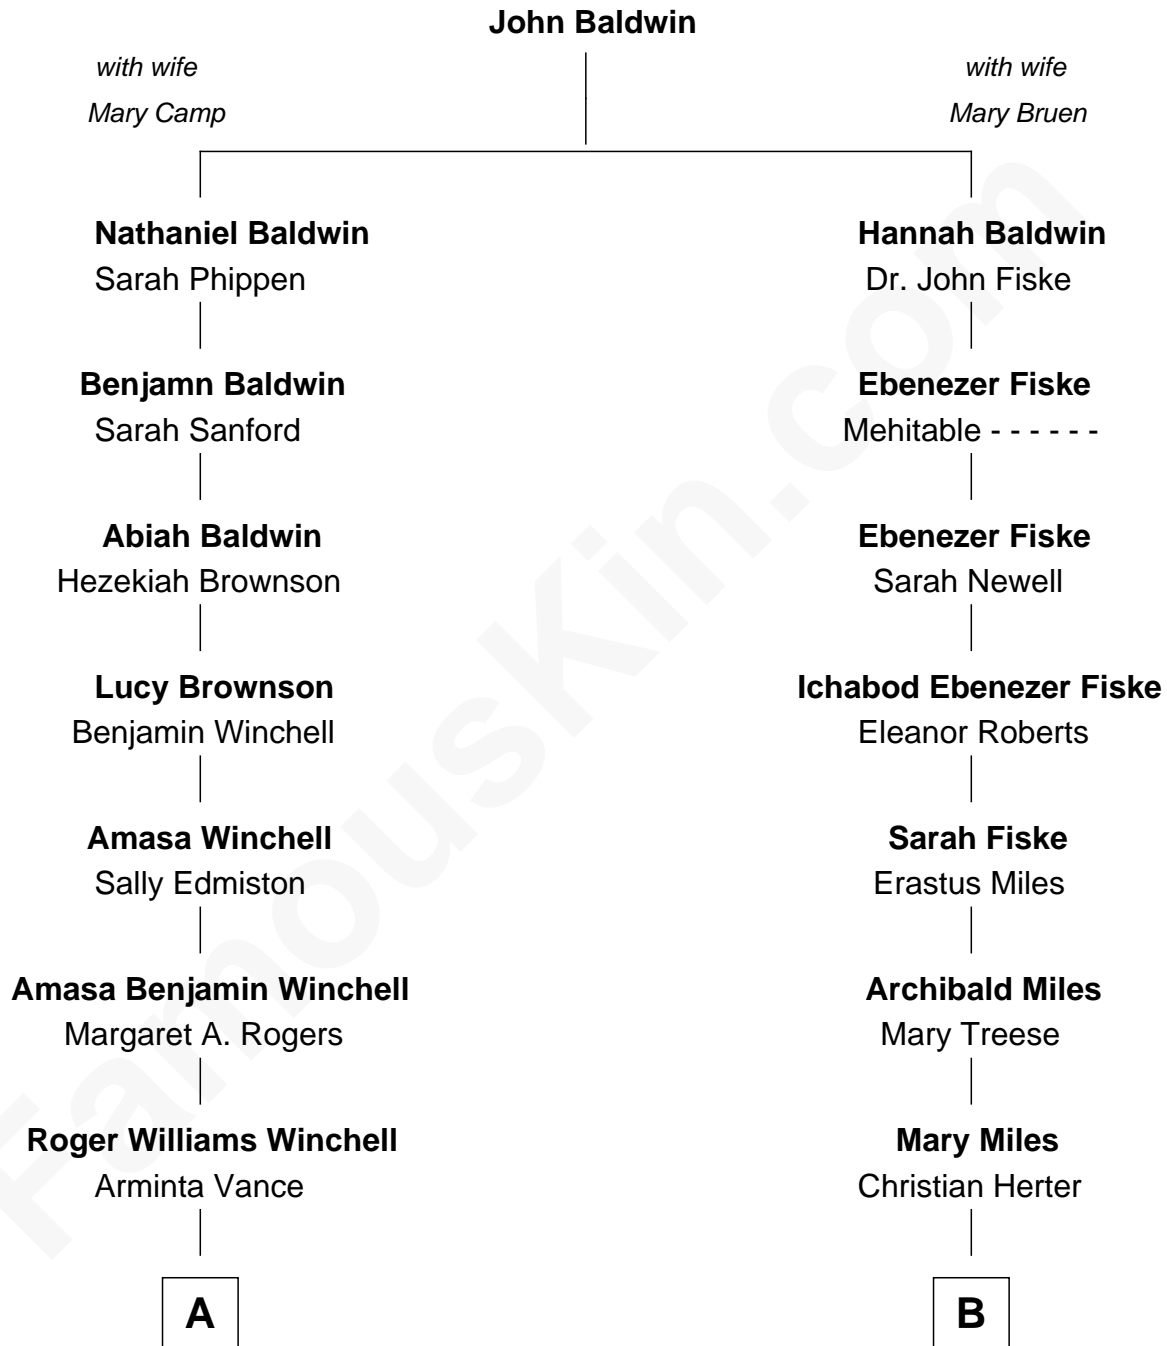 John Baldwin
with wife
Mary Camp
with wife
Mary Bruen
Nathaniel Baldwin
Sarah Phippen
Hannah Baldwin
Dr. John Fiske
Benjamn Baldwin
Sarah Sanford
Ebenezer Fiske
Mehitable - - - - - -
Abiah Baldwin
Hezekiah Brownson
Ebenezer Fiske
Sarah Newell
Lucy Brownson
Benjamin Winchell
Ichabod Ebenezer Fiske
Eleanor Roberts
Amasa Winchell
Sally Edmiston
Sarah Fiske
Erastus Miles
Amasa Benjamin Winchell
Margaret A. Rogers
Archibald Miles
Mary Treese
Roger Williams Winchell
Arminta Vance
Mary Miles
Christian Herter
A
B
FamousKin.com